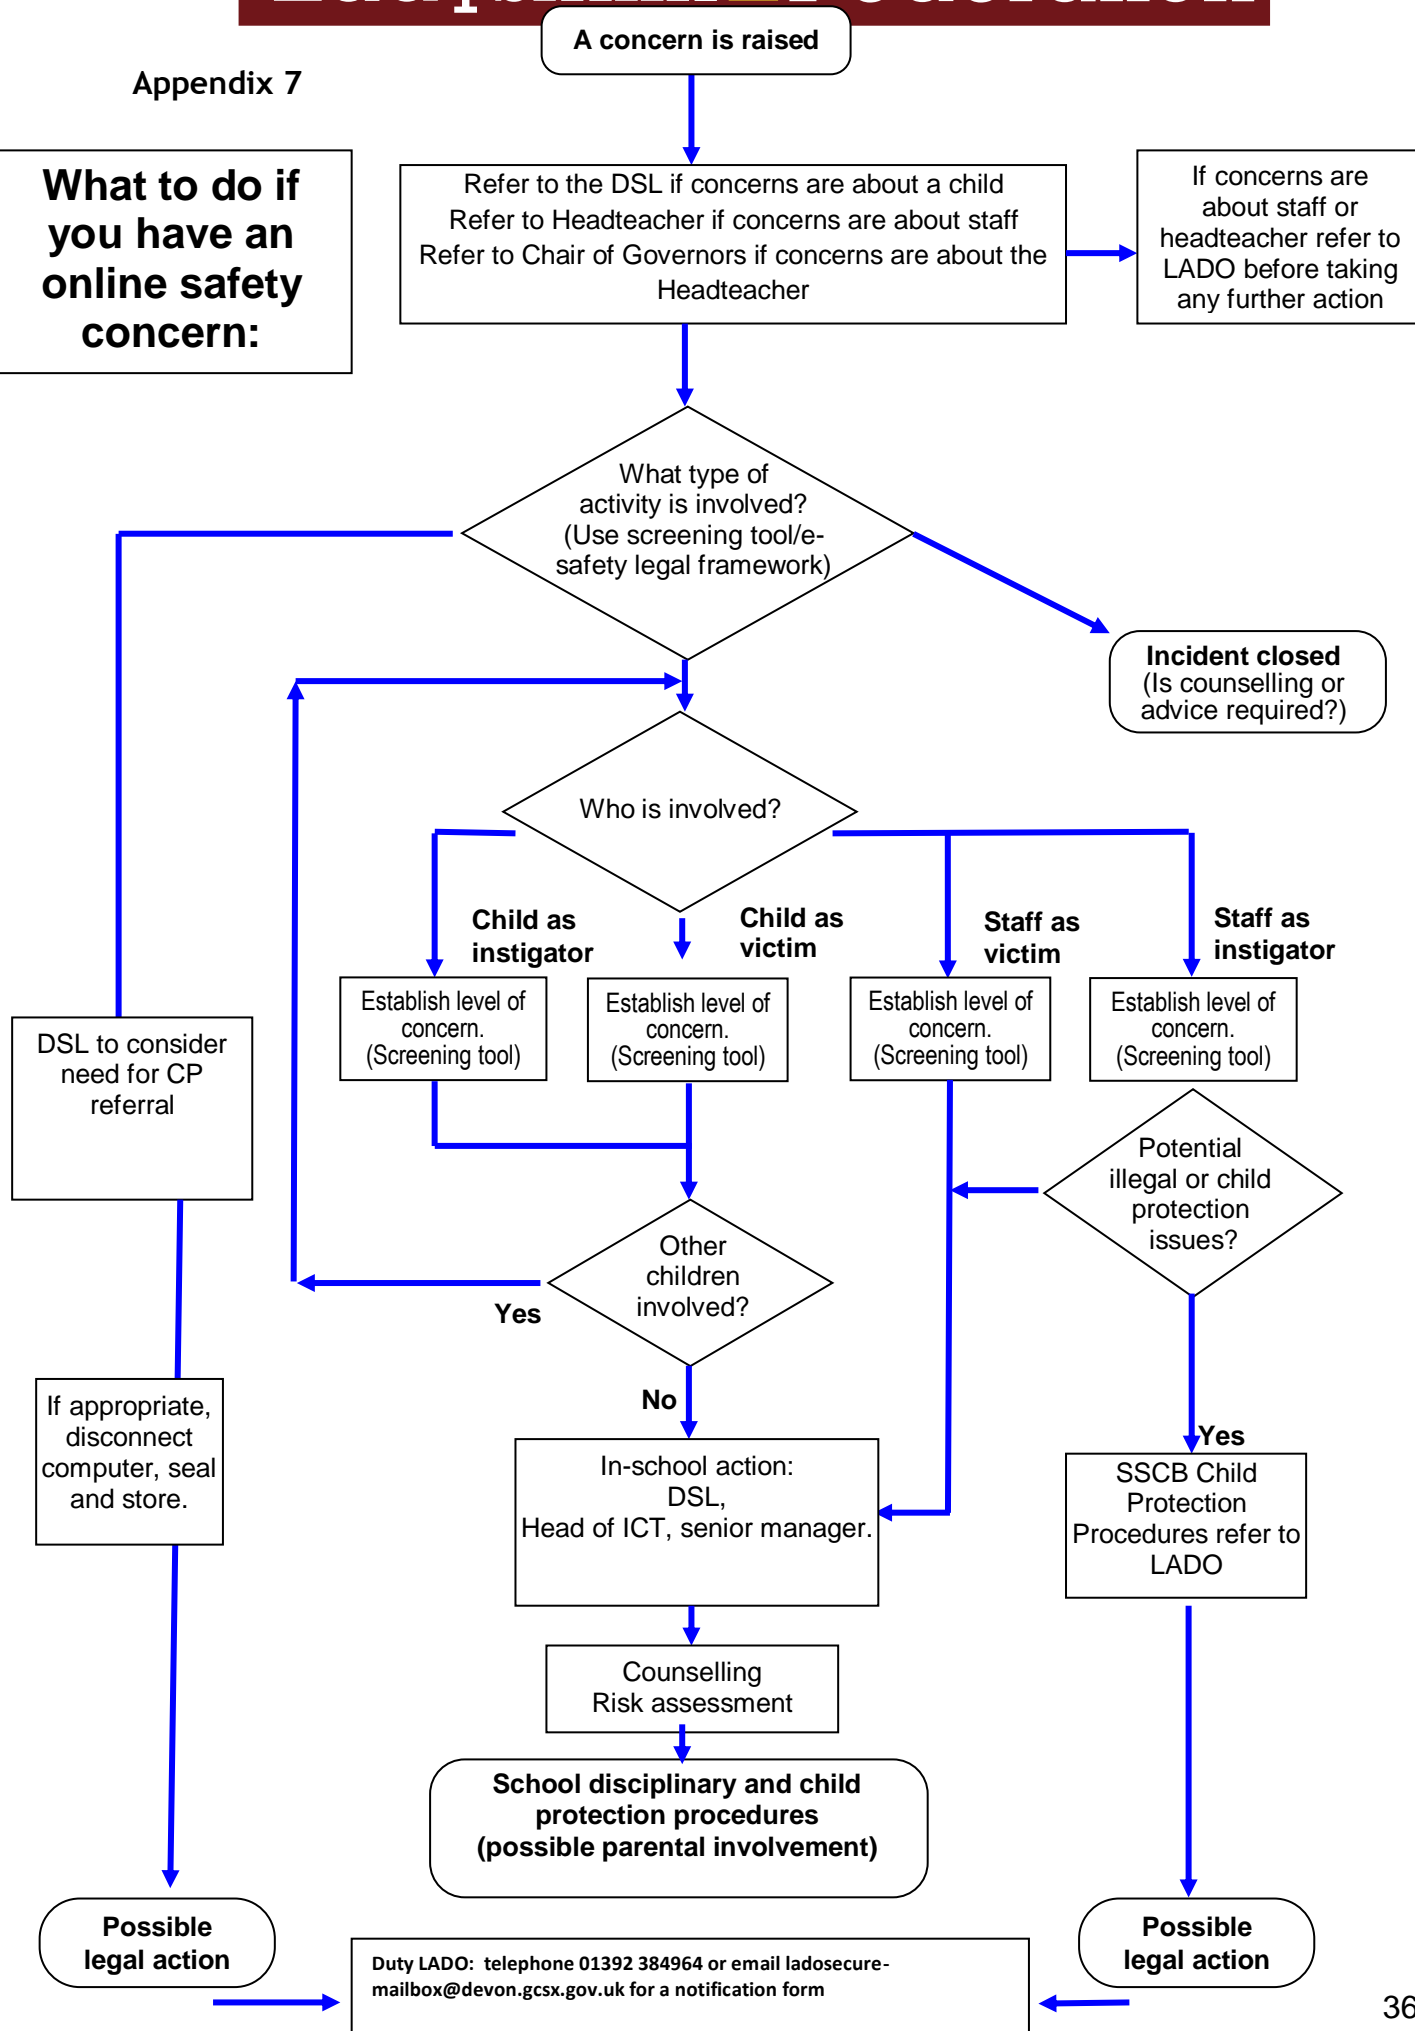 A concern is raised
Appendix 7
What to do if
you have an
online safety
concern:
Refer to the DSL if concerns are about a child
Refer to Headteacher if concerns are about staff
Refer to Chair of Governors if concerns are about the
Headteacher
If concerns are
about staff or
headteacher refer to
LADO before taking
any further action
What type of
activity is involved?
(Use screening tool/e-
safety legal framework)
Incident closed
(Is counselling or
advice required?)
Who is involved?
Child as
instigator
Child as
victim
Staff as
victim
Staff as
instigator
Establish level of
concern.
(Screening tool)
Establish level of
concern.
(Screening tool)
Establish level of
concern.
(Screening tool)
Establish level of
concern.
(Screening tool)
DSL to consider
need for CP
referral
Potential
illegal or child
protection
issues?
Other
children
involved?
Yes
No
If appropriate,
disconnect
computer, seal
and store.
In-school action:
DSL,
Head of ICT, senior manager.
Yes
SSCB Child
Protection
Procedures refer to
LADO
Counselling
Risk assessment
School disciplinary and child
protection procedures
(possible parental involvement)
Possible
legal action
Possible
legal action
Duty LADO: telephone 01392 384964 or email ladosecure-
mailbox@devon.gcsx.gov.uk for a notification form
36